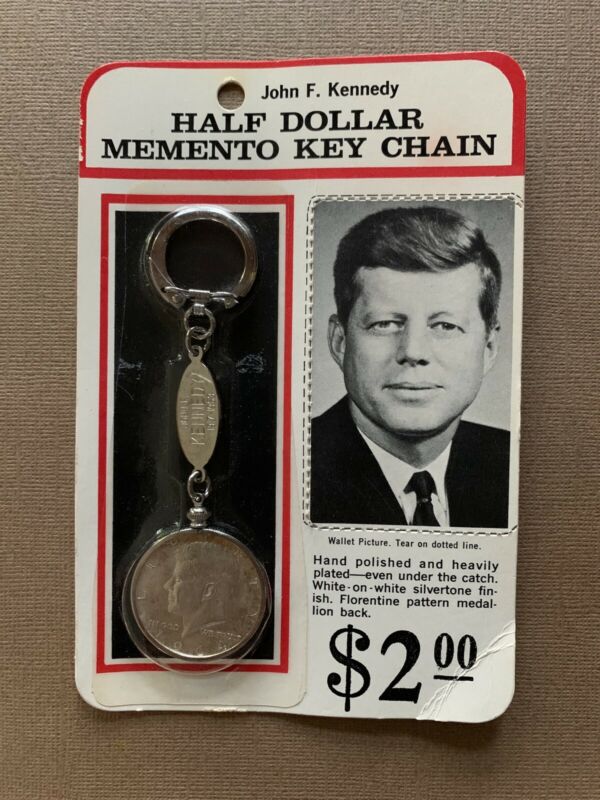 John F. Kennedy
HALF DOLLAR
MEMENTO KEY CHAIN
KENNEDY
Wallet Picture. Tear on dotted line.
Hand polished and heavily
plated—even under the catch.
White-on-white silvertone fin-
ish. Florentine pattern medal-
lion back.
$2.00